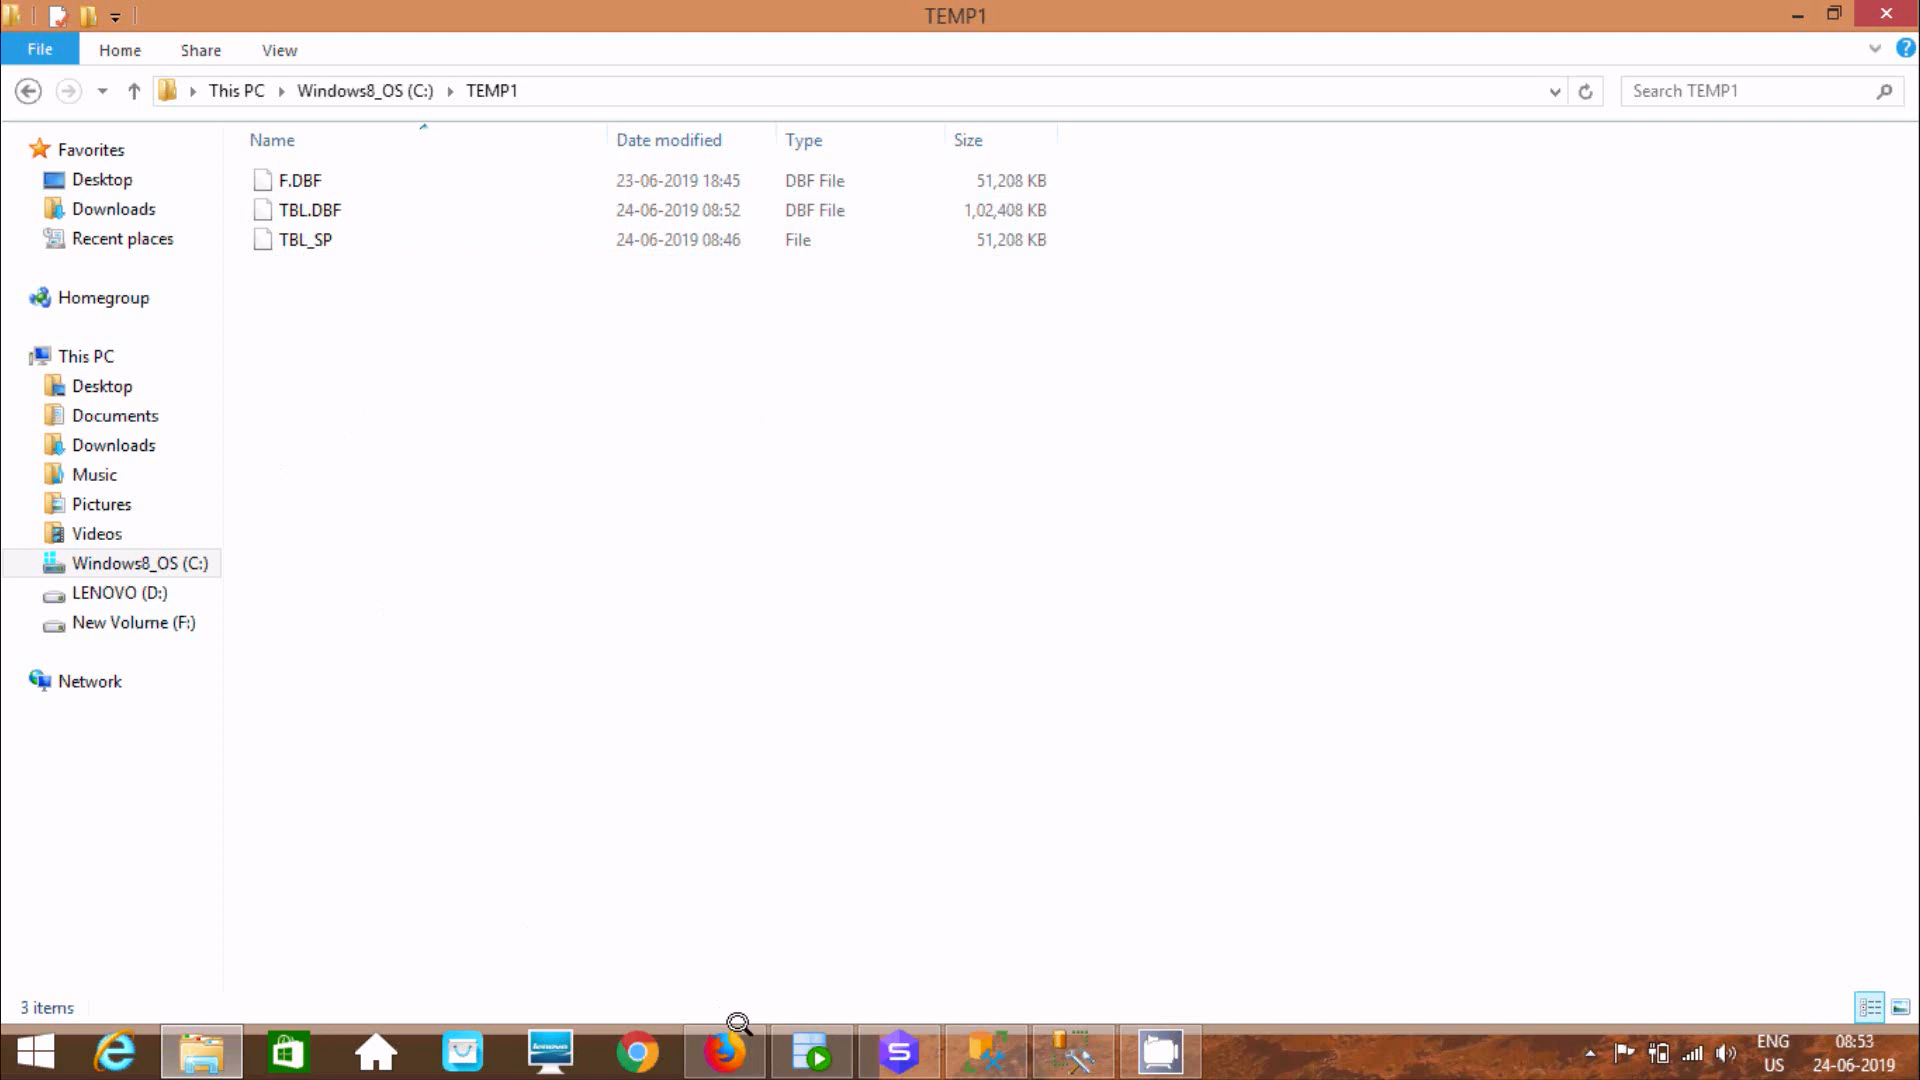 TEMP1
File Home Share View
This PC Windows8_OS (C:) TEMP1 Search TEMP1
Name Date modified Type Size
F.DBF 23-06-2019 18:45 DBF File 51,208 KB
TBL.DBF 24-06-2019 08:52 DBF File 1,02,408 KB
TBL_SP 24-06-2019 08:46 File 51,208 KB
Favorites
Desktop
Downloads
Recent places
Homegroup
This PC
Desktop
Documents
Downloads
Music
Pictures
Videos
Windows8_OS (C:)
LENOVO (D:)
New Volume (F:)
Network
3 items
lenovo
S
ENG 08:53
US 24-06-2019